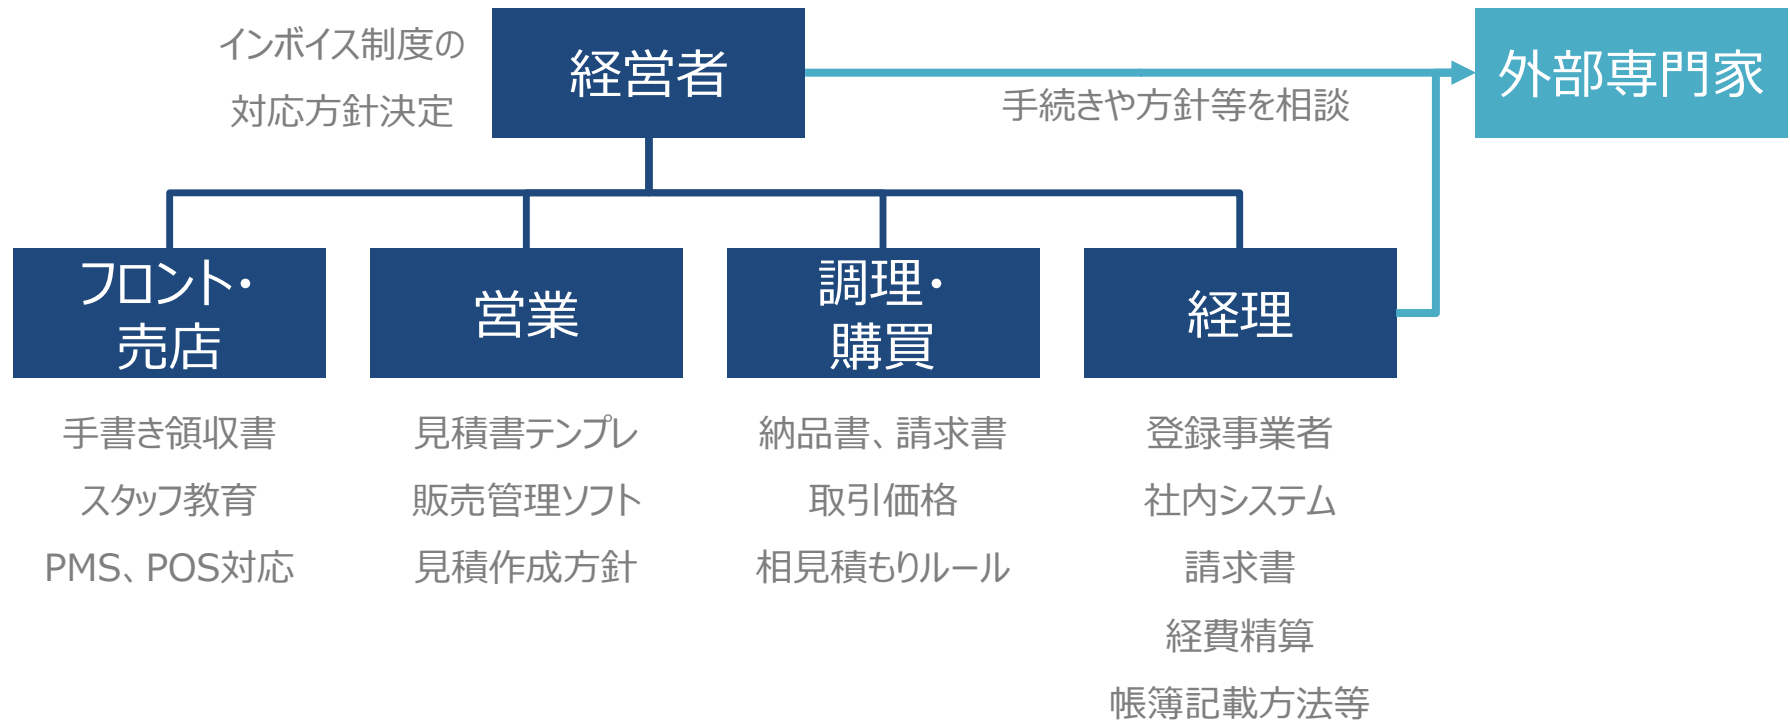 インボイス制度の
対応方針決定
経営者
手続きや方針等を相談
外部専門家
フロント・
売店
営業
調理・
購買
経理
手書き領収書
スタッフ教育
PMS、POS対応
見積書テンプレ
販売管理ソフト
見積作成方針
納品書、請求書
取引価格
相見積もりルール
登録事業者
社内システム
請求書
経費精算
帳簿記載方法等